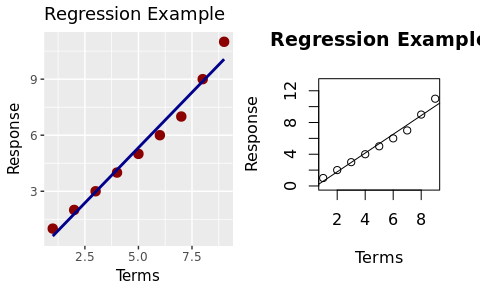 Regression Example
9
6
3
Response
2.5 5.0 7.5
Terms
Regression Example
12
8
4
0
Response
2 4 6 8
Terms